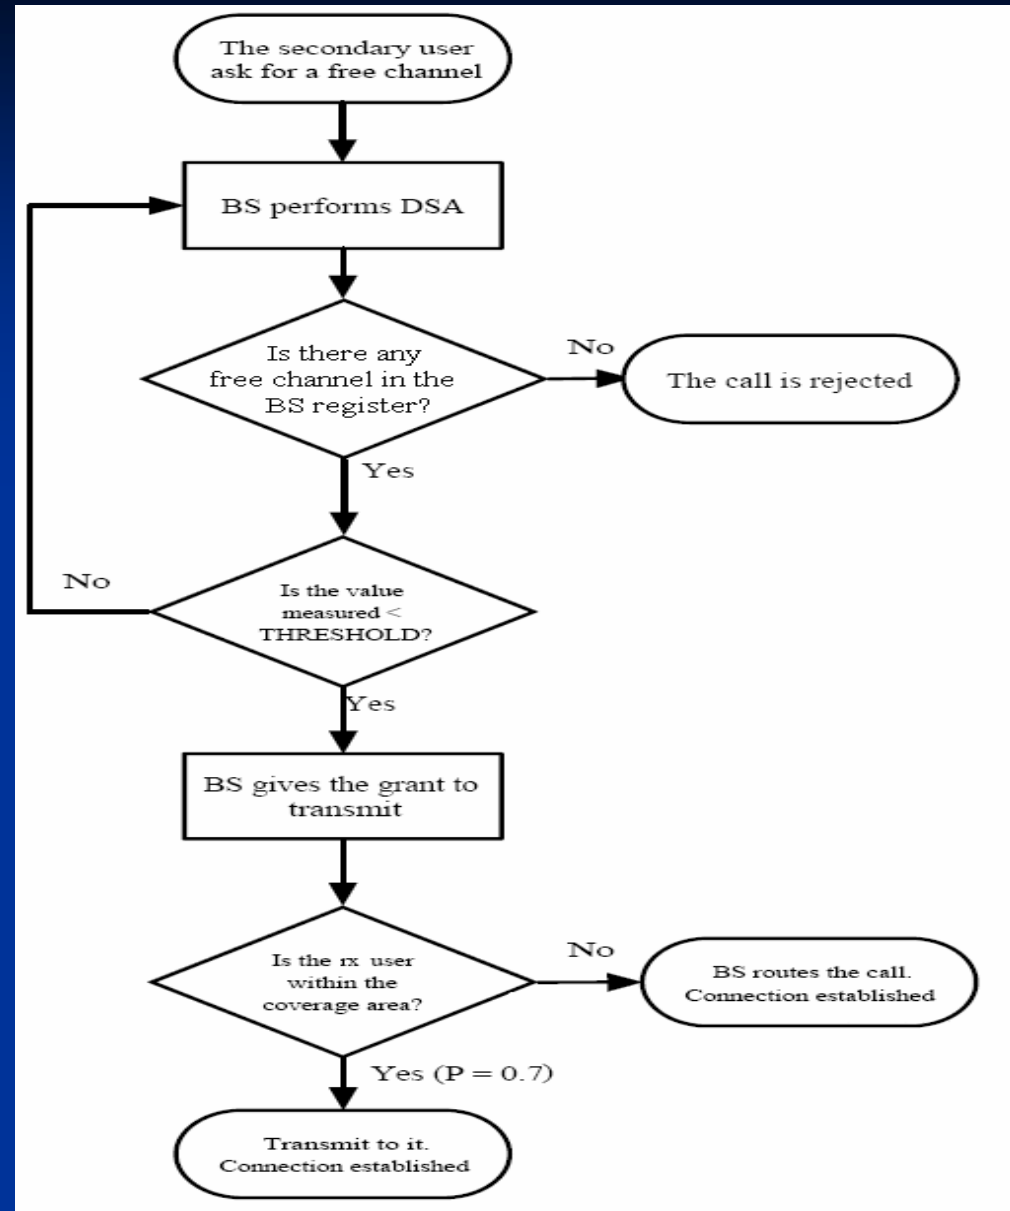 The secondary user
ask for a free channel
BS performs DSA
Is there any
free channel in the
BS register?
No
The call is rejected
Yes
No
Is the value
measured <
THRESHOLD?
Yes
BS gives the grant to
transmit
Is the rx user
within the
coverage area?
No
BS routes the call.
Connection established
Yes (P = 0.7)
Transmit to it.
Connection established